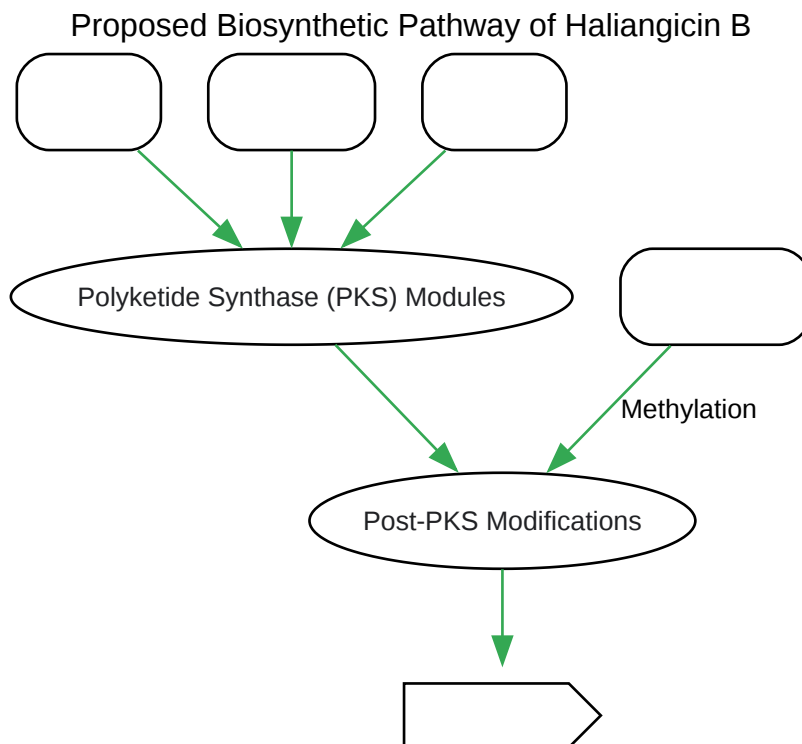 Proposed Biosynthetic Pathway of Haliangicin B
Polyketide Synthase (PKS) Modules
Methylation
Post-PKS Modifications